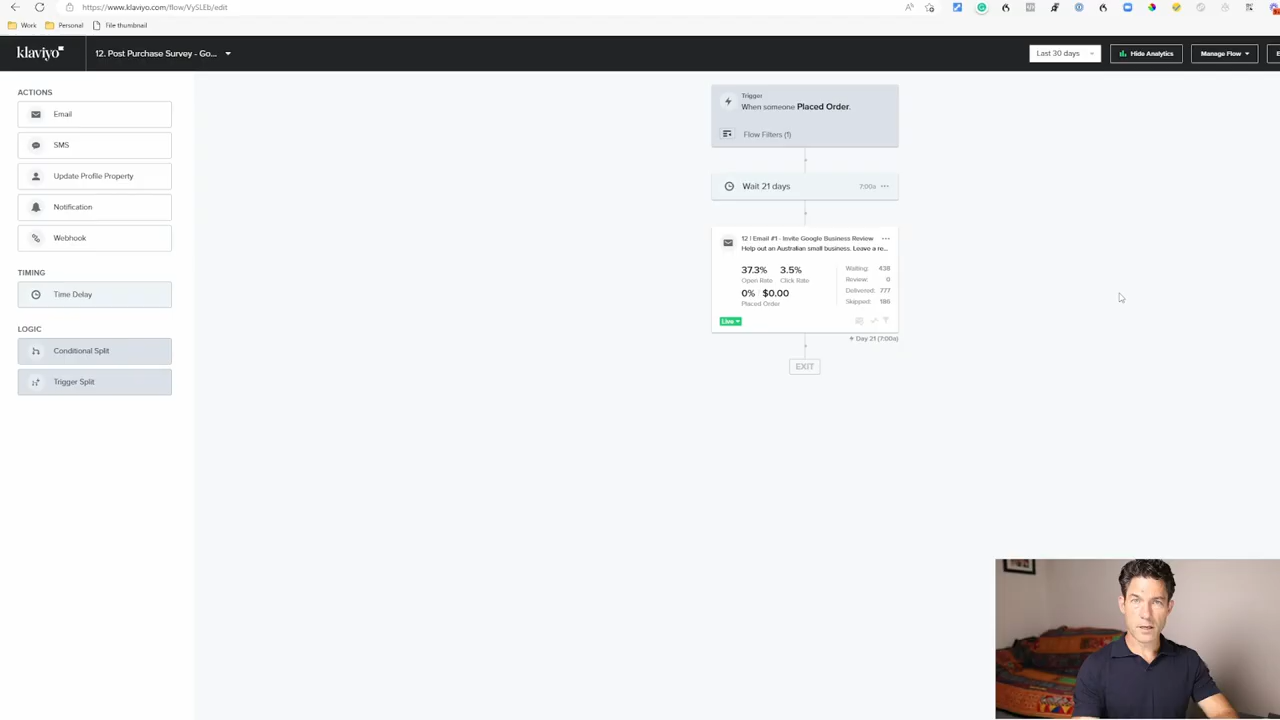 https://www.klaviyo.com/flow/VySLEb/edit
Work
Personal
File thumbnail
klaviyo
12. Post Purchase Survey - Go...
Last 30 days
Hide Analytics
Manage Flow
ACTIONS
Email
SMS
Update Profile Property
Notification
Webhook
TIMING
Time Delay
LOGIC
Conditional Split
Trigger Split
Trigger
When someone Placed Order.
Flow Filters (1)
Wait 21 days
7:00a
12 | Email #1 - Invite Google Business Review
Help out an Australian small business. Leave a re...
37.3% 3.5%
Open Rate Click Rate
0% $0.00
Placed Order
Waiting: 438
Review: 0
Delivered: 777
Skipped: 186
Live
Day 21 (7:00a)
EXIT